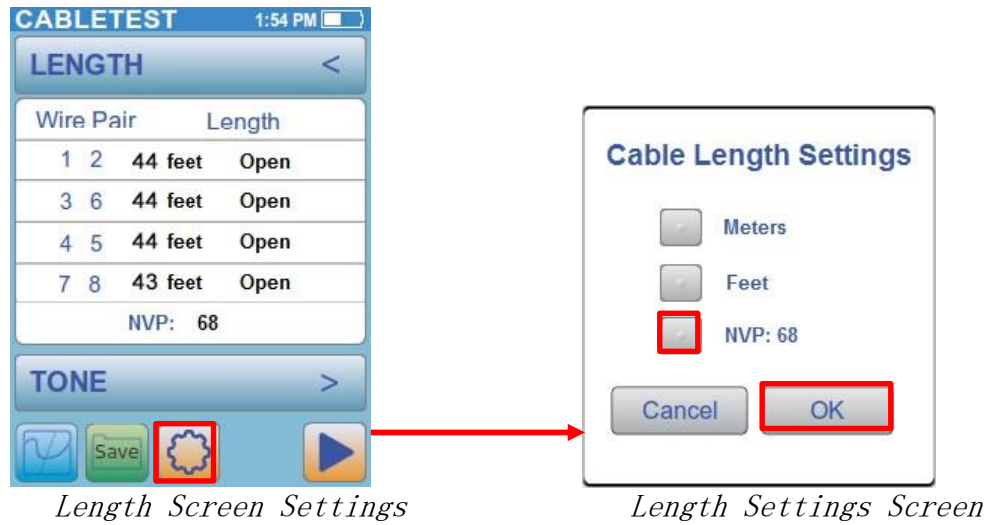 CABLETEST 1:54 PM
LENGTH <
Wire Pair Length
1 2 44 feet Open
3 6 44 feet Open
4 5 44 feet Open
7 8 43 feet Open
NVP: 68
TONE >
Save
Length Screen Settings
Cable Length Settings
Meters
Feet
NVP: 68
Cancel OK
Length Settings Screen